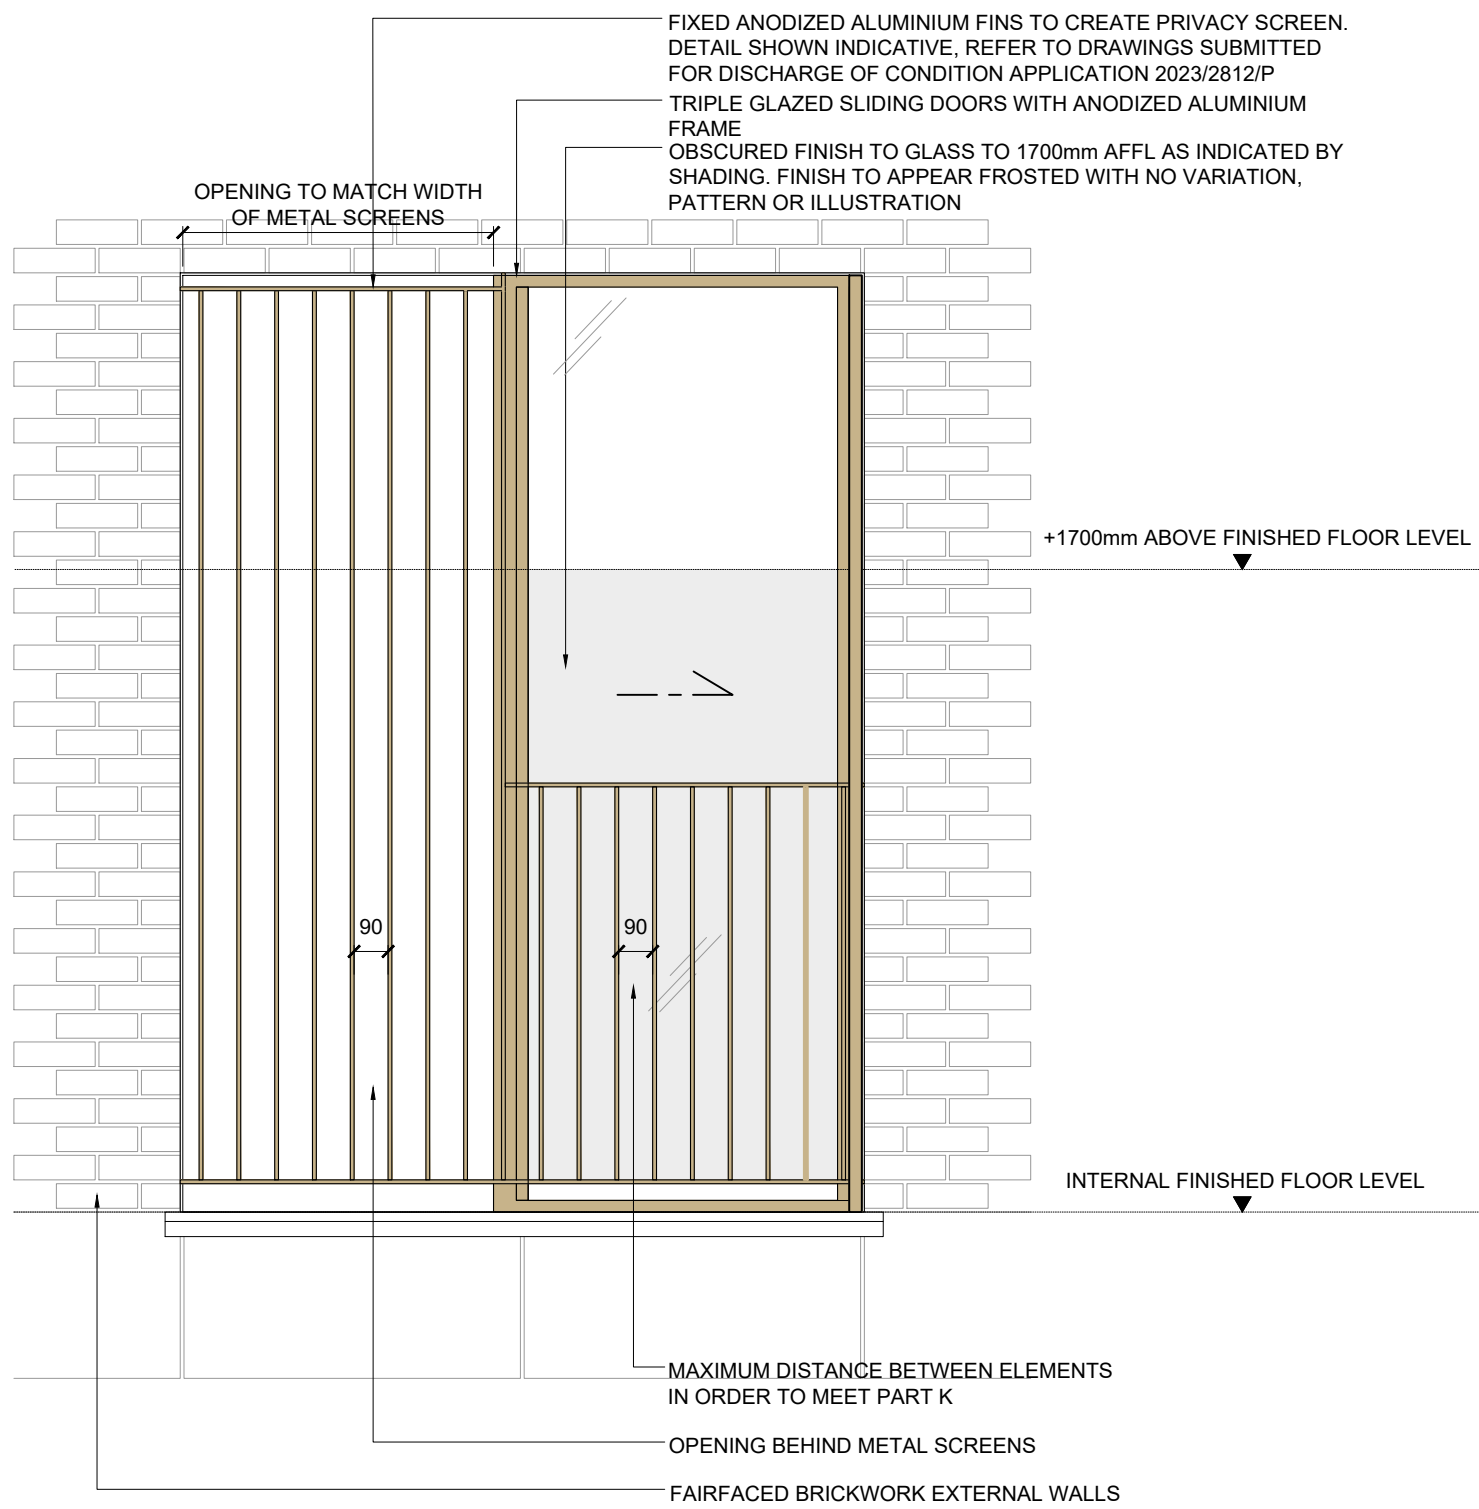 FIXED ANODIZED ALUMINIUM FINS TO CREATE PRIVACY SCREEN.
DETAIL SHOWN INDICATIVE, REFER TO DRAWINGS SUBMITTED
FOR DISCHARGE OF CONDITION APPLICATION 2023/2812/P
TRIPLE GLAZED SLIDING DOORS WITH ANODIZED ALUMINIUM
FRAME
OBSCURED FINISH TO GLASS TO 1700mm AFFL AS INDICATED BY
SHADING. FINISH TO APPEAR FROSTED WITH NO VARIATION,
PATTERN OR ILLUSTRATION
OPENING TO MATCH WIDTH
OF METAL SCREENS
+1700mm ABOVE FINISHED FLOOR LEVEL
90
90
INTERNAL FINISHED FLOOR LEVEL
MAXIMUM DISTANCE BETWEEN ELEMENTS
IN ORDER TO MEET PART K
OPENING BEHIND METAL SCREENS
FAIRFACED BRICKWORK EXTERNAL WALLS